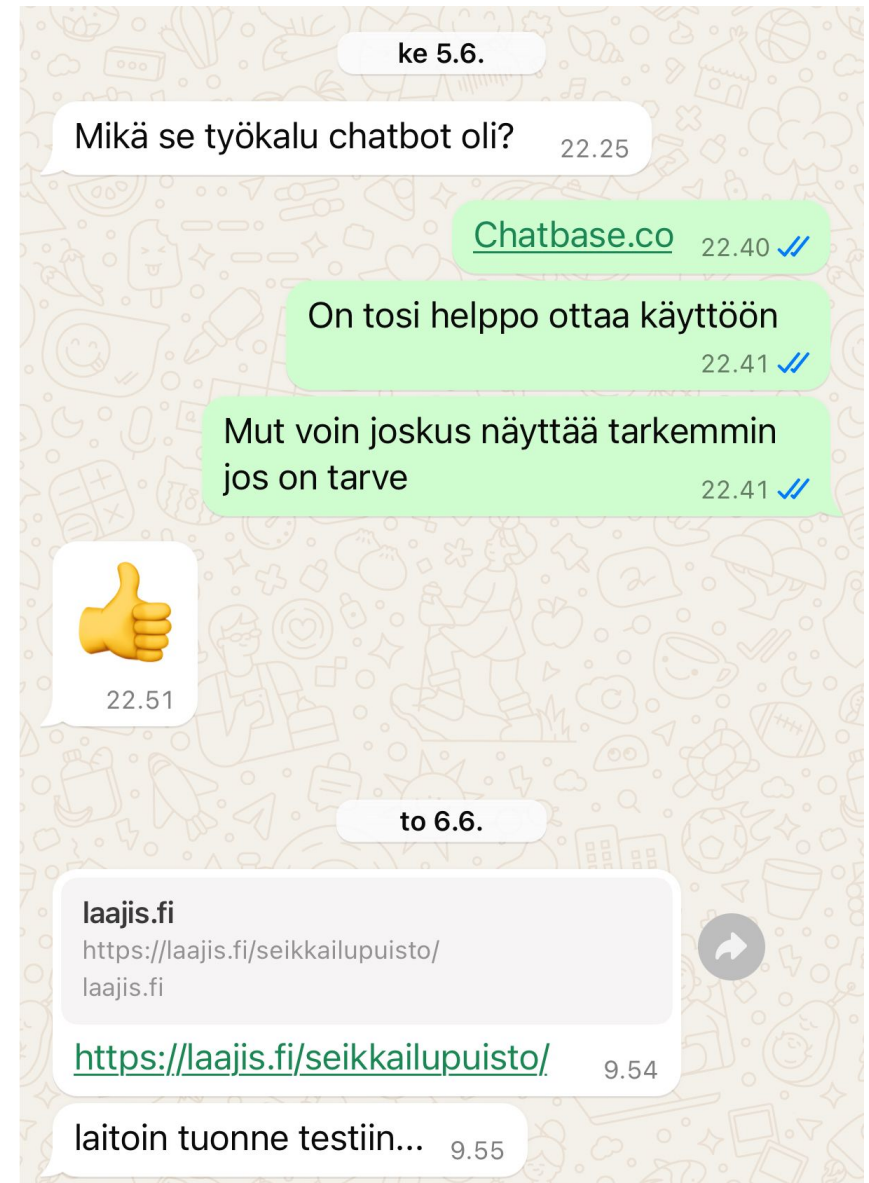 ke 5.6.
Mikä se työkalu chatbot oli?
22.25
Chatbase.co
22.40
On tosi helppo ottaa käyttöön
22.41
Mut voin joskus näyttää tarkemmin
jos on tarve
22.41
👍
22.51
to 6.6.
laajis.fi
https://laajis.fi/seikkailupuisto/
laajis.fi
https://laajis.fi/seikkailupuisto/
9.54
laitoin tuonne testiin...
9.55